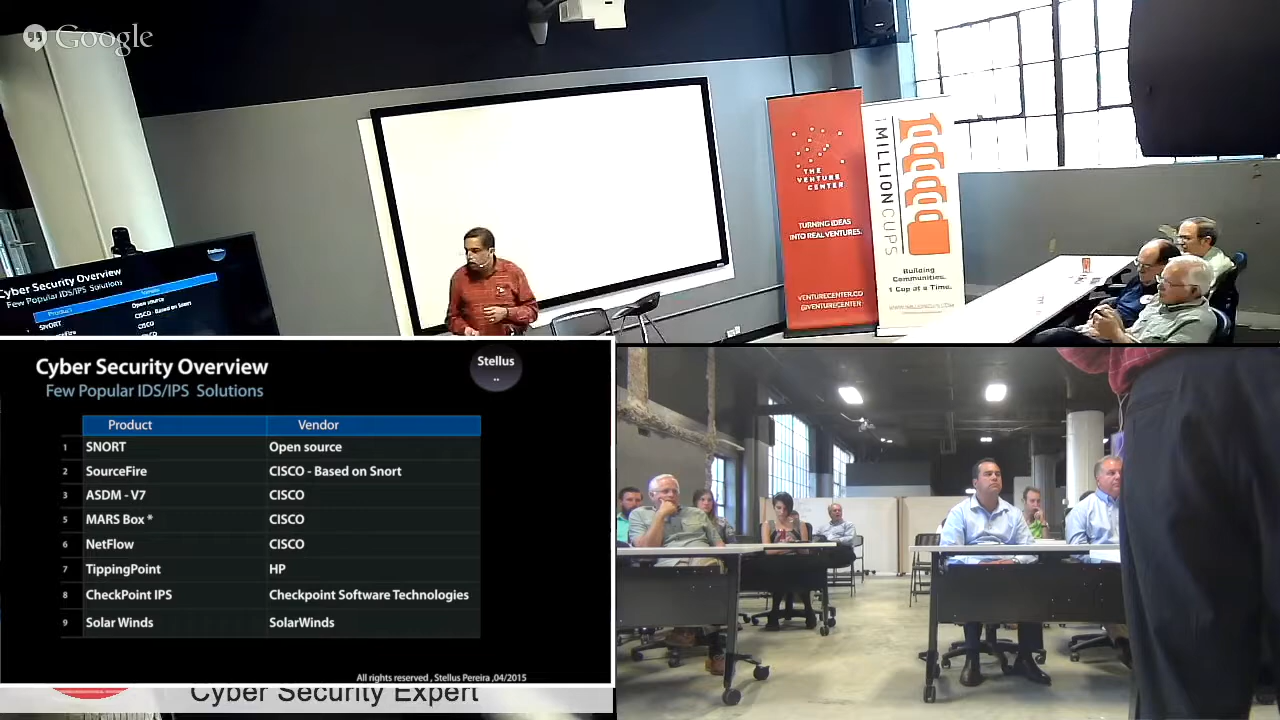 Google
Stellus
Cyber Security Overview
Few Popular IDS/IPS Solutions
Product
Open source
SNORT
CISCO - Based on Snort
CISCO
THE
VENTURE
CENTER
TURNING IDEAS
INTO REAL VENTURES.
VENTURECENTER.CO
@VENTURECENTER
1 MILLION CUPS
Building
Communities.
1 Cup at a Time.
Cyber Security Overview
Stellus
Few Popular IDS/IPS Solutions
Product Vendor
1 SNORT Open source
2 SourceFire CISCO - Based on Snort
3 ASDM - V7 CISCO
5 MARS Box * CISCO
6 NetFlow CISCO
7 TippingPoint HP
8 CheckPoint IPS Checkpoint Software Technologies
9 Solar Winds SolarWinds
All rights reserved , Stellus Pereira ,04/2015
Cyber Security Expert